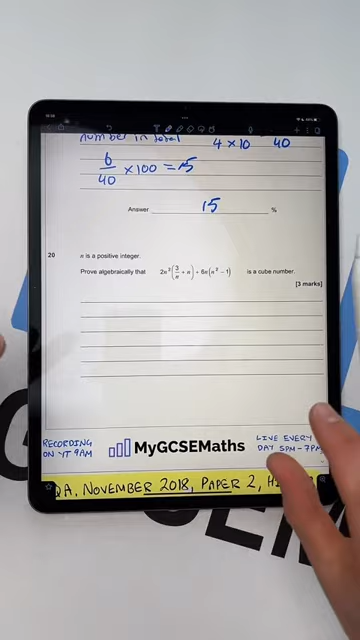 number in total 4 × 10 40
6/40 × 100 = 15
Answer 15 %
20 n is a positive integer.
Prove algebraically that 2n²(3/n + n) + 6n(n² − 1) is a cube number.
[3 marks]
RECORDING
ON YT 9AM
MyGCSEMaths
LIVE EVERY
DAY 5PM-7PM
QA. NOVEMBER 2018, PAPER 2,